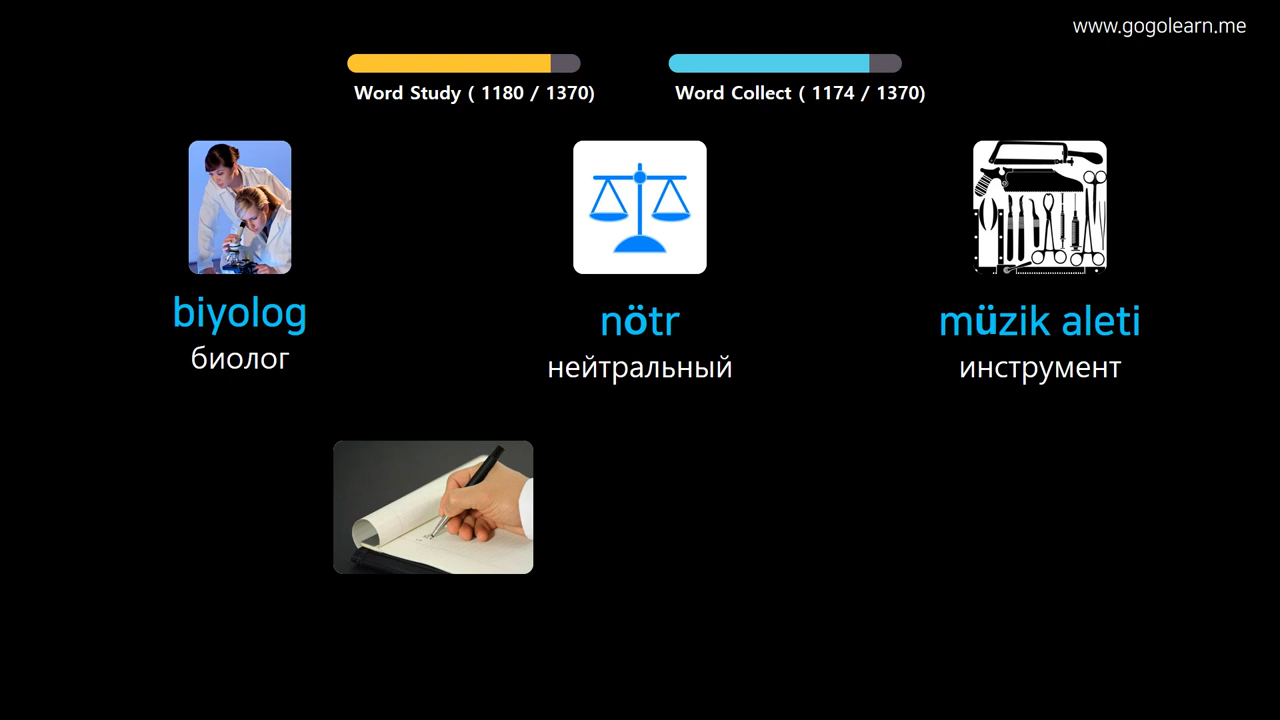 www.gogolearn.me
Word Study ( 1180 / 1370)
Word Collect ( 1174 / 1370)
biyolog
биолог
nötr
нейтральный
müzik aleti
инструмент